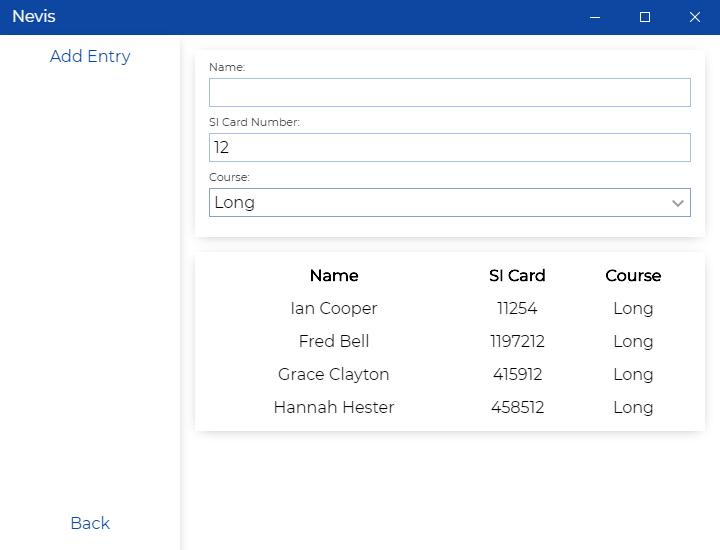 Nevis
Add Entry
Name:
SI Card Number:
12
Course:
Long
Name SI Card Course
Ian Cooper 11254 Long
Fred Bell 1197212 Long
Grace Clayton 415912 Long
Hannah Hester 458512 Long
Back